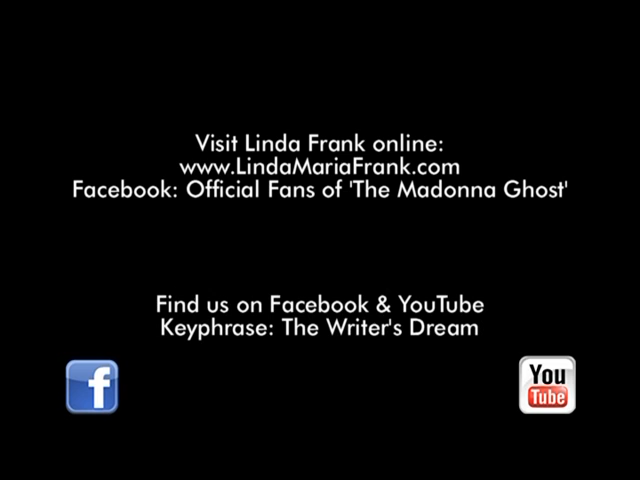 Visit Linda Frank online:
www.LindaMariaFrank.com
Facebook: Official Fans of 'The Madonna Ghost'
Find us on Facebook & YouTube
Keyphrase: The Writer's Dream
f
You
Tube